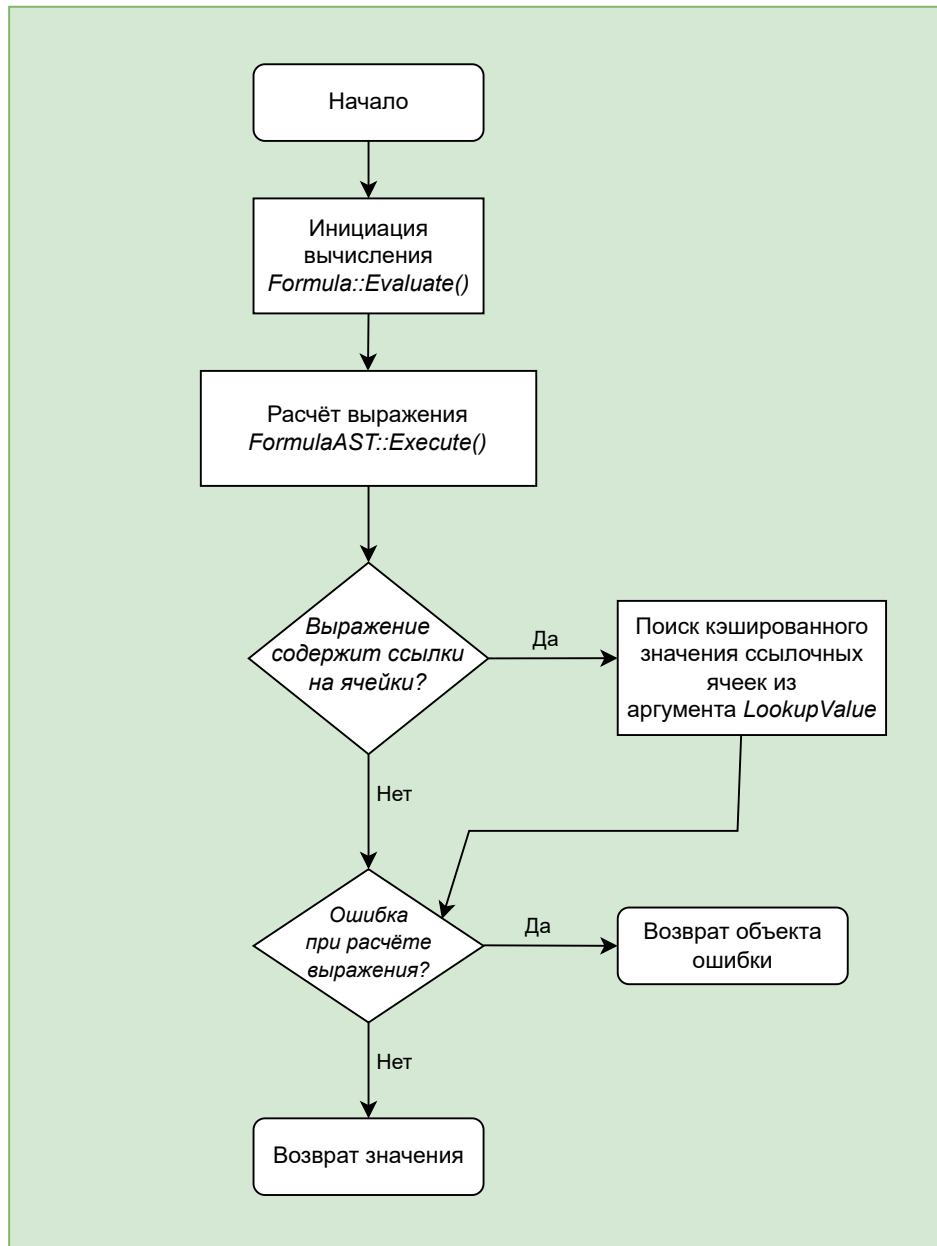 Начало
Инициация
вычисления
Formula::Evaluate()
Расчёт выражения
FormulaAST::Execute()
Выражение
содержит ссылки
на ячейки?
Да
Поиск кэшированного
значения ссылочных
ячеек из
аргумента LookupValue
Нет
Ошибка
при расчёте
выражения?
Да
Возврат объекта
ошибки
Нет
Возврат значения